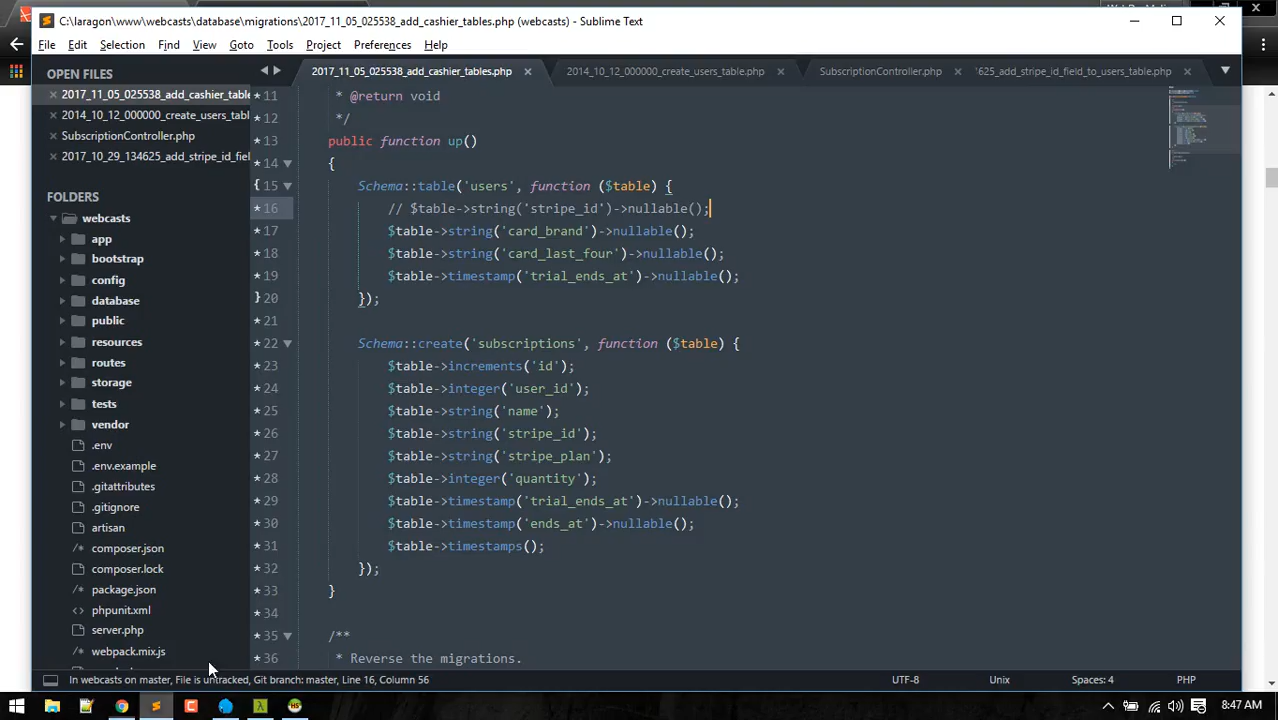 C:\laragon\www\webcasts\database\migrations\2017_11_05_025538_add_cashier_tables.php (webcasts) - Sublime Text
File Edit Selection Find View Goto Tools Project Preferences Help
OPEN FILES
2017_11_05_025538_add_cashier_table
2014_10_12_000000_create_users_tabl
SubscriptionController.php
2017_10_29_134625_add_stripe_id_fiel
FOLDERS
webcasts
app
bootstrap
config
database
public
resources
routes
storage
tests
vendor
.env
.env.example
.gitattributes
.gitignore
artisan
/* composer.json
composer.lock
/* package.json
<> phpunit.xml
server.php
/* webpack.mix.js
2017_11_05_025538_add_cashier_tables.php 2014_10_12_000000_create_users_table.php SubscriptionController.php 1625_add_stripe_id_field_to_users_table.php
11 * @return void
12 */
13 public function up()
14 {
15 Schema::table('users', function ($table) {
16 // $table->string('stripe_id')->nullable();
17 $table->string('card_brand')->nullable();
18 $table->string('card_last_four')->nullable();
19 $table->timestamp('trial_ends_at')->nullable();
20 });
21
22 Schema::create('subscriptions', function ($table) {
23 $table->increments('id');
24 $table->integer('user_id');
25 $table->string('name');
26 $table->string('stripe_id');
27 $table->string('stripe_plan');
28 $table->integer('quantity');
29 $table->timestamp('trial_ends_at')->nullable();
30 $table->timestamp('ends_at')->nullable();
31 $table->timestamps();
32 });
33 }
34
35 /**
36 * Reverse the migrations.
In webcasts on master, File is untracked, Git branch: master, Line 16, Column 56 UTF-8 Unix Spaces: 4 PHP
8:47 AM